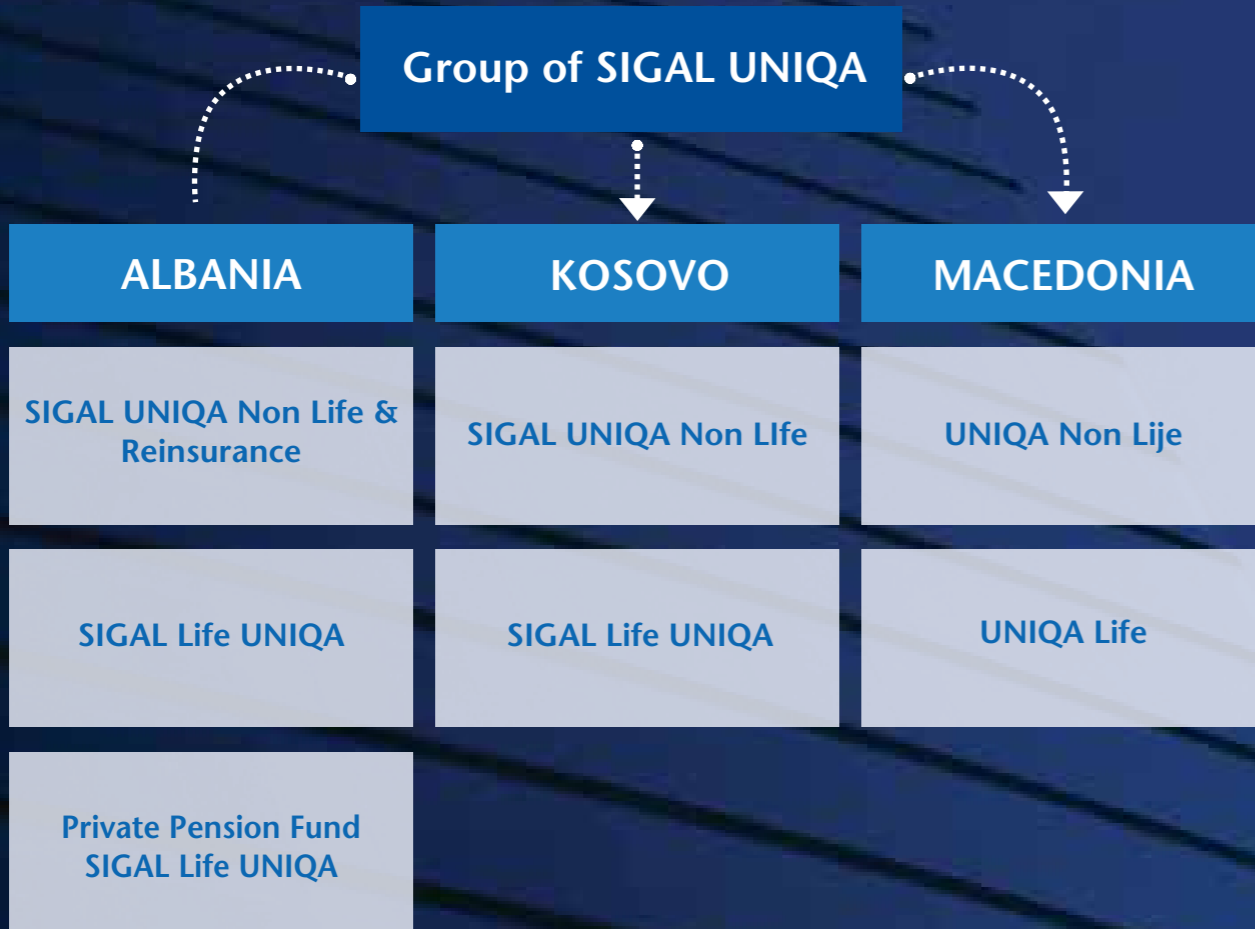 Group of SIGAL UNIQA
ALBANIA
KOSOVO
MACEDONIA
SIGAL UNIQA Non Life &
Reinsurance
SIGAL UNIQA Non LIfe
UNIQA Non Lije
SIGAL Life UNIQA
SIGAL Life UNIQA
UNIQA Life
Private Pension Fund
SIGAL Life UNIQA